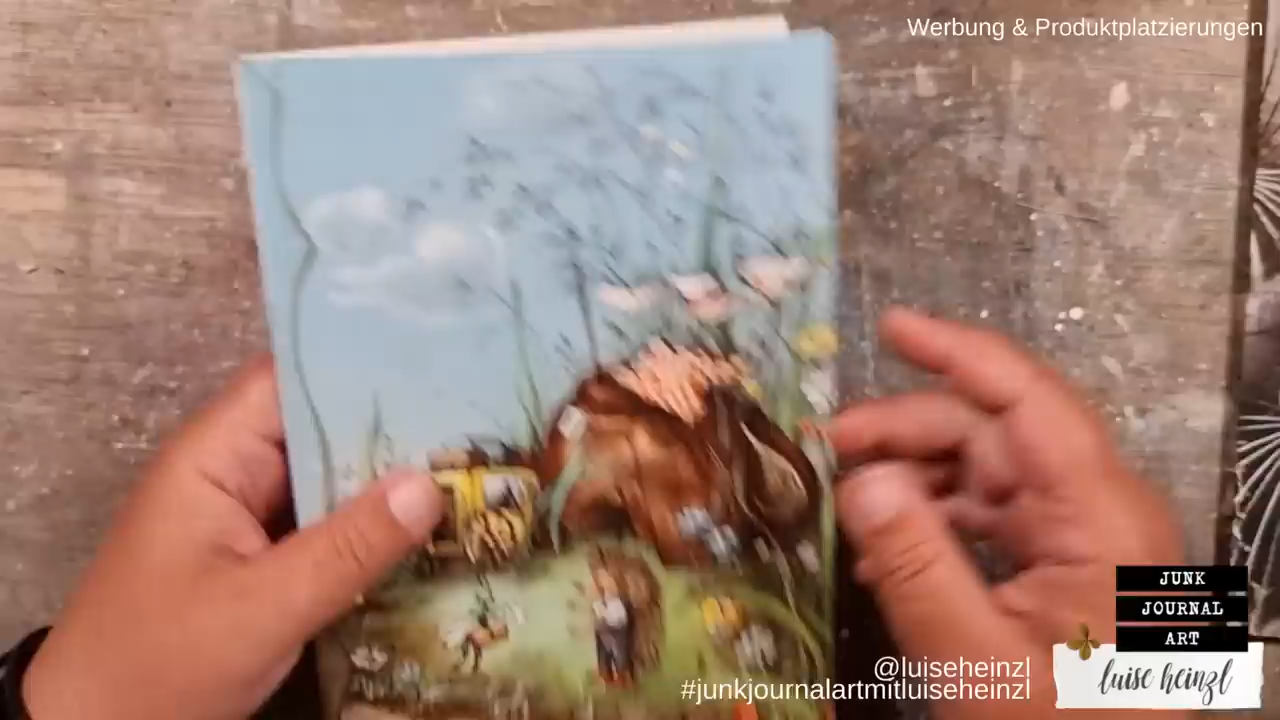 Werbung & Produktplatzierungen
JUNK
JOURNAL
ART
@luiseheinzl
#junkjournalartmitluiseheinzl
luise heinzl